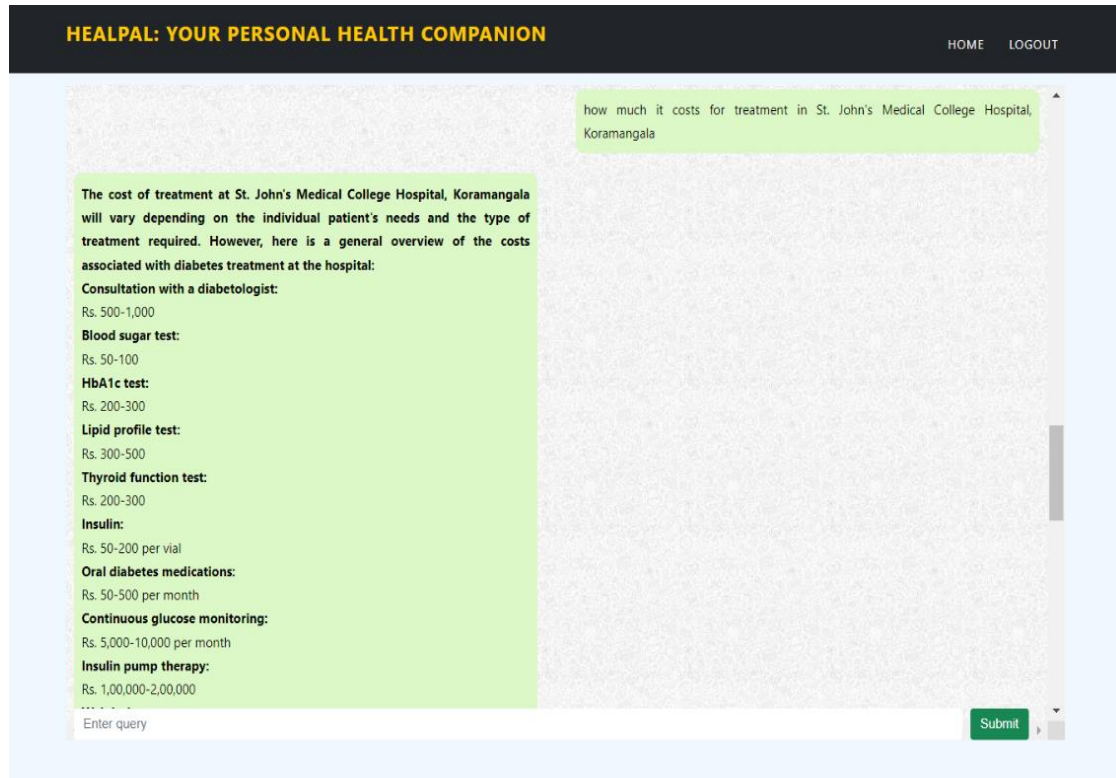 HEALPAL: YOUR PERSONAL HEALTH COMPANION
HOME LOGOUT
how much it costs for treatment in St. John's Medical College Hospital,
Koramangala
The cost of treatment at St. John's Medical College Hospital, Koramangala
will vary depending on the individual patient's needs and the type of
treatment required. However, here is a general overview of the costs
associated with diabetes treatment at the hospital:
Consultation with a diabetologist:
Rs. 500-1,000
Blood sugar test:
Rs. 50-100
HbA1c test:
Rs. 200-300
Lipid profile test:
Rs. 300-500
Thyroid function test:
Rs. 200-300
Insulin:
Rs. 50-200 per vial
Oral diabetes medications:
Rs. 50-500 per month
Continuous glucose monitoring:
Rs. 5,000-10,000 per month
Insulin pump therapy:
Rs. 1,00,000-2,00,000
Enter query
Submit